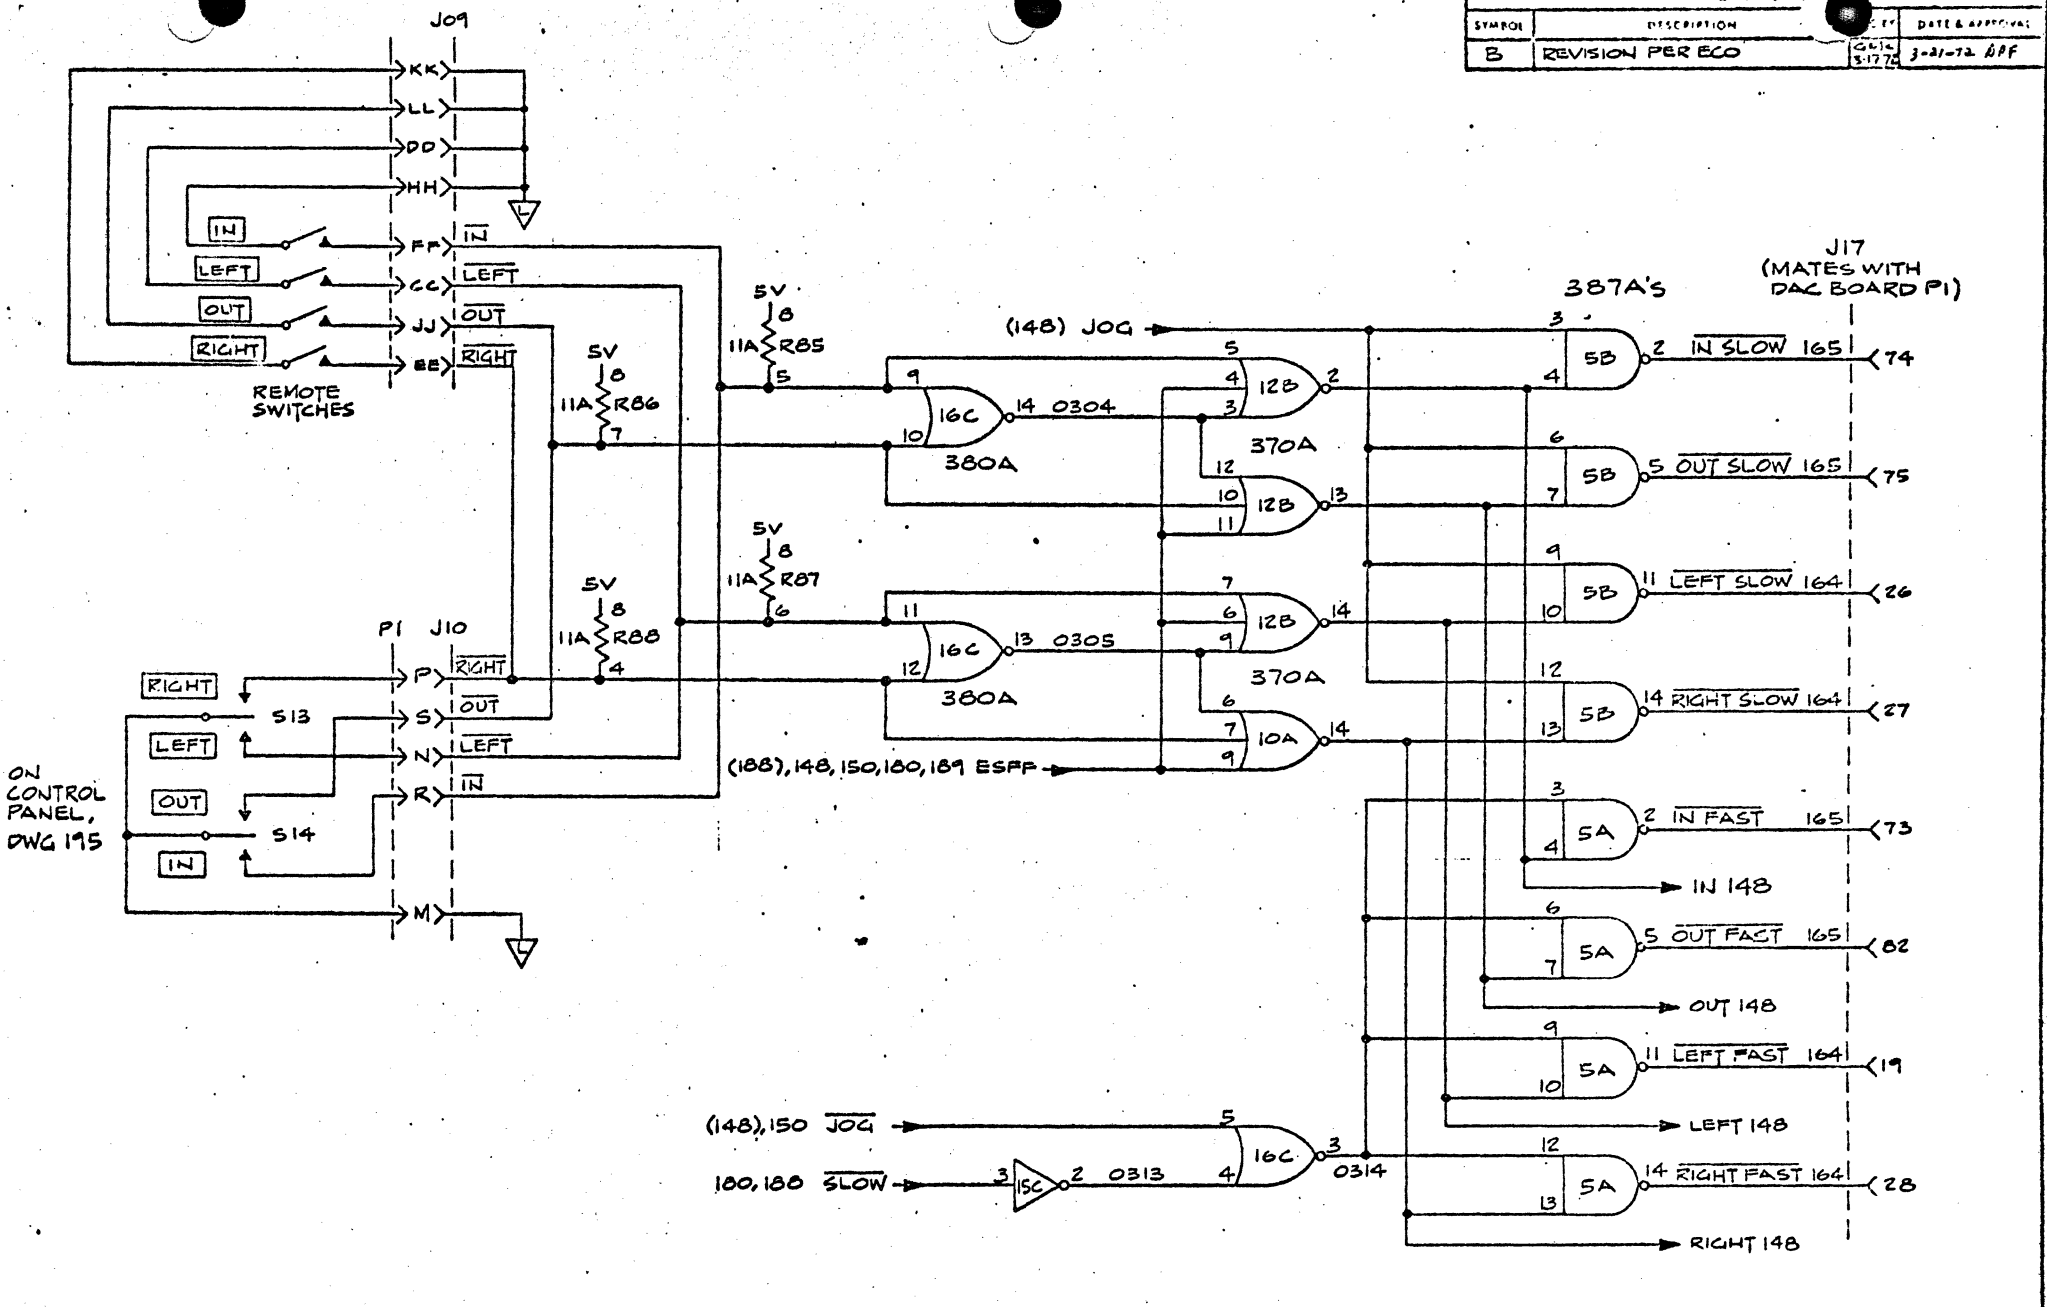 SYMBOL DESCRIPTION DATE & APPROVAL
B REVISION PER ECO 3-21-72 DPF
J09
KK
LL
DD
HH
L
IN FF IN
LEFT CC LEFT
OUT JJ OUT
RIGHT EE RIGHT
REMOTE
SWITCHES
5V
8
11A R86
7
5V
8
11A R85
5
9
10
16C
14 0304
380A
5
4
3
12B
2
370A
12
10
11
12B
13
(148) JOG
5V
8
11A R87
6
5V
8
11A R88
4
11
12
16C
13 0305
380A
7
6
9
12B
14
370A
6
7
9
10A
14
(188),148,150,180,189 ESFF
P1 J10
RIGHT P RIGHT
S13 S OUT
LEFT N LEFT
OUT R IN
S14
IN
M
L
ON
CONTROL
PANEL,
DWG 195
(148),150 JOG
180,188 SLOW
3 15C 2 0313
5
4
16C
3
0314
387A'S
J17
(MATES WITH
DAC BOARD P1)
3
4
5B
2 IN SLOW 165 74
6
7
5B
5 OUT SLOW 165 75
9
10
5B
11 LEFT SLOW 164 26
12
13
5B
14 RIGHT SLOW 164 27
3
4
5A
2 IN FAST 165 73
IN 148
6
7
5A
5 OUT FAST 165 82
OUT 148
9
10
5A
11 LEFT FAST 164 19
LEFT 148
12
13
5A
14 RIGHT FAST 164 28
RIGHT 148